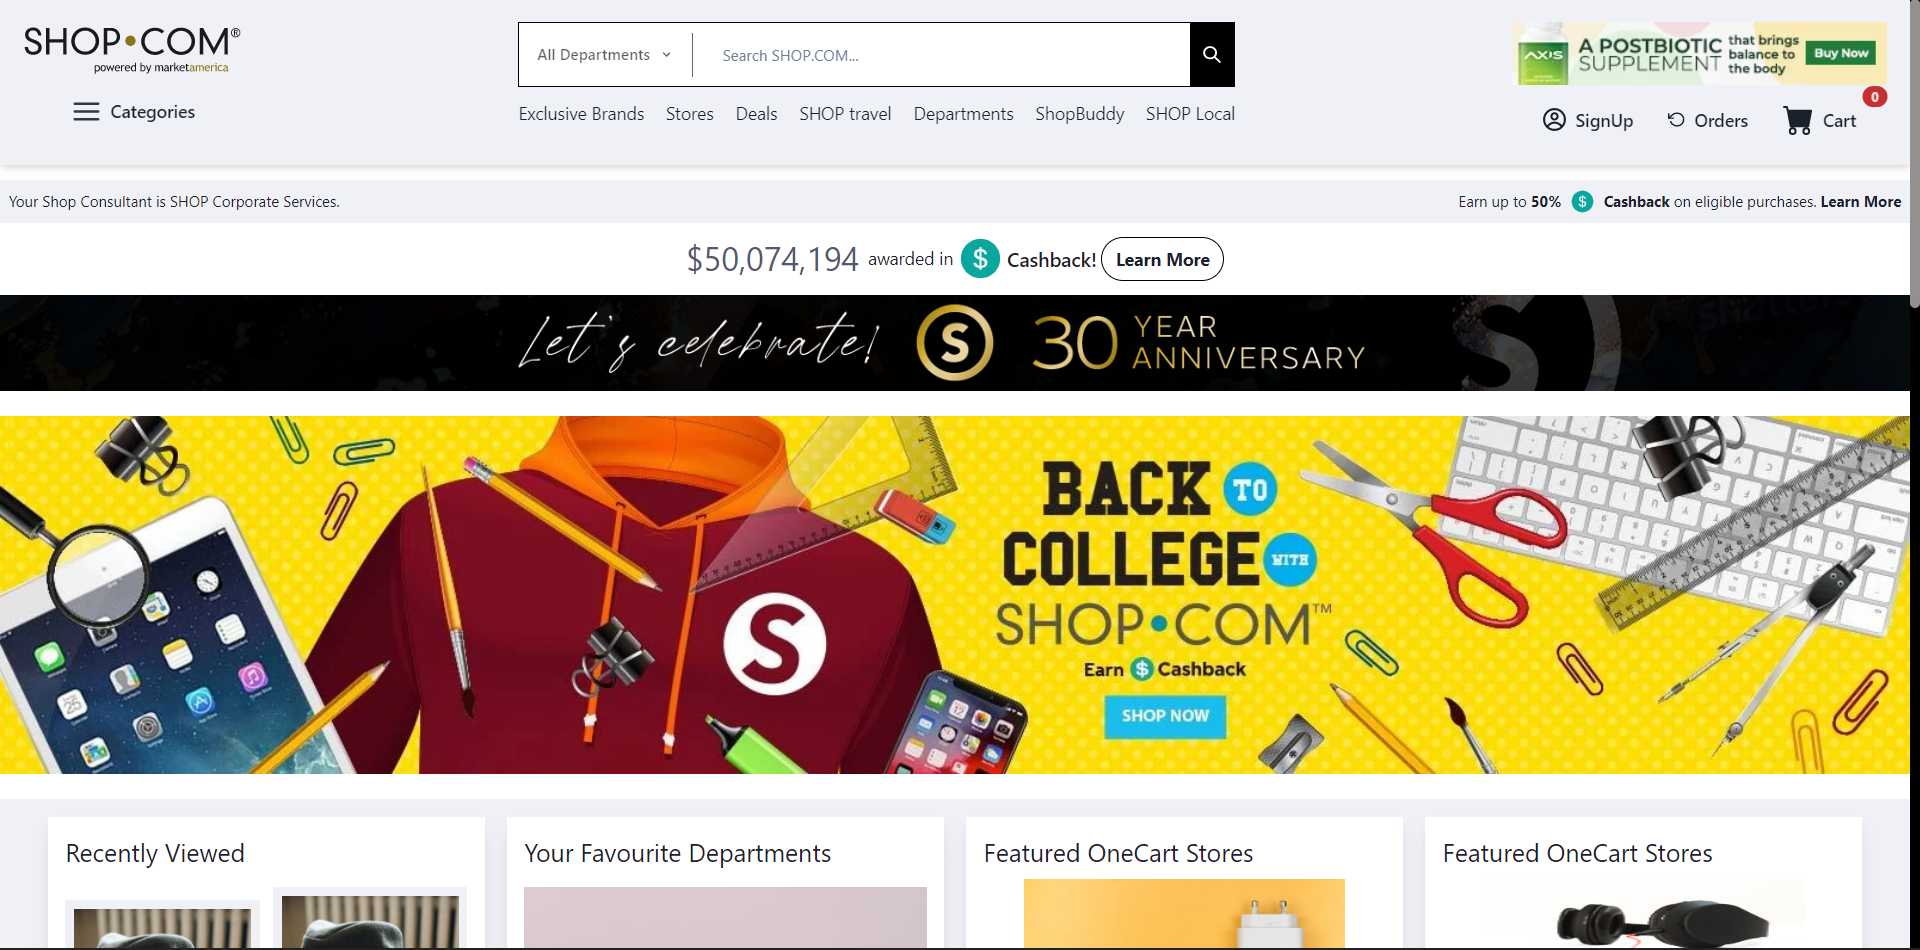 SHOP•COM®
powered by marketamerica
All Departments
Search SHOP.COM...
AXIS
A POSTBIOTIC SUPPLEMENT
that brings balance to the body
Buy Now
Categories
Exclusive Brands
Stores
Deals
SHOP travel
Departments
ShopBuddy
SHOP Local
SignUp
Orders
0
Cart
Your Shop Consultant is SHOP Corporate Services.
Earn up to 50% $ Cashback on eligible purchases. Learn More
$50,074,194 awarded in $ Cashback! Learn More
Let's celebrate! S 30 YEAR
ANNIVERSARY
BACK TO
COLLEGE WITH
SHOP•COM™
Earn $ Cashback
SHOP NOW
S
Recently Viewed
Your Favourite Departments
Featured OneCart Stores
Featured OneCart Stores